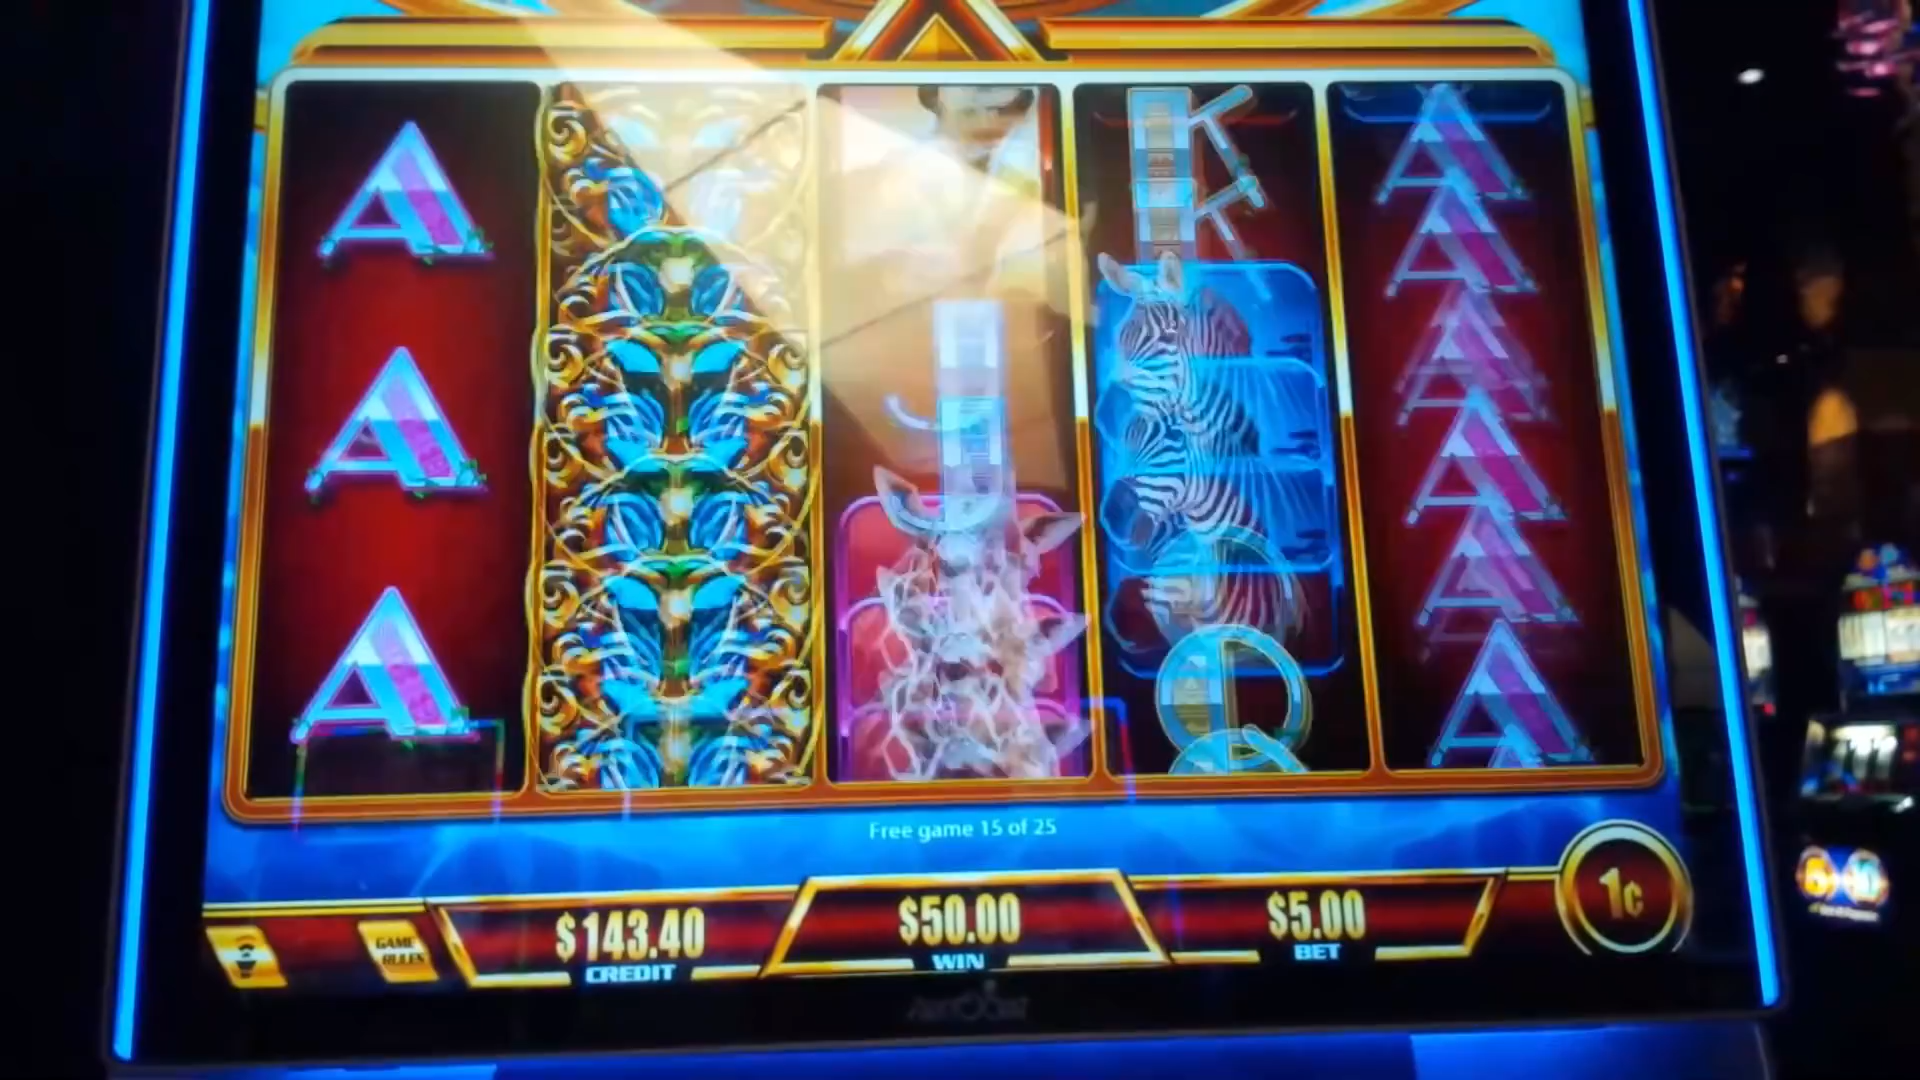 A
K
A
K
A
A
J
A
A
J
A
A
Q
A
Free game 15 of 25
GAME RULES
$143.40
CREDIT
$50.00
WIN
$5.00
BET
1¢